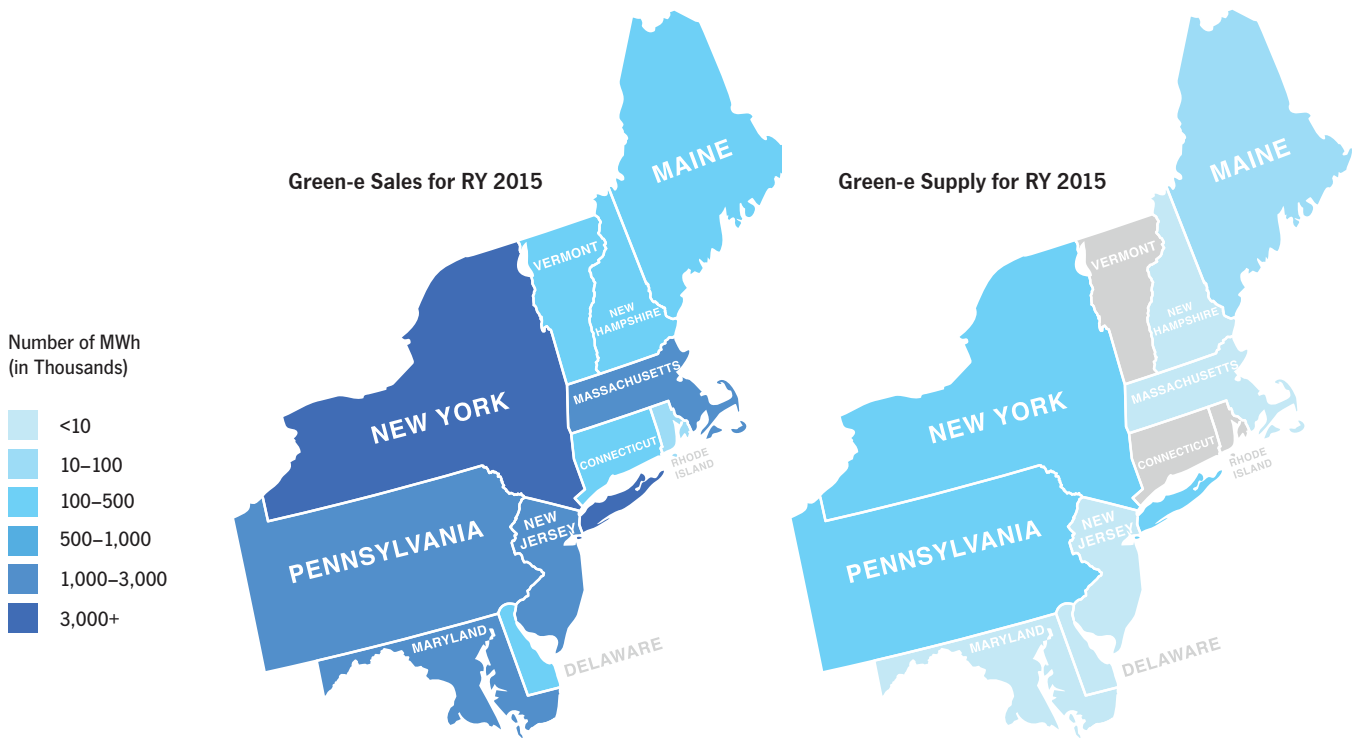 Green-e Sales for RY 2015
MAINE
VERMONT
NEW
HAMPSHIRE
MASSACHUSETTS
NEW YORK
CONNECTICUT
RHODE
ISLAND
PENNSYLVANIA
NEW
JERSEY
MARYLAND
DELAWARE
Green-e Supply for RY 2015
MAINE
VERMONT
NEW
HAMPSHIRE
MASSACHUSETTS
NEW YORK
CONNECTICUT
RHODE
ISLAND
PENNSYLVANIA
NEW
JERSEY
MARYLAND
DELAWARE
Number of MWh
(in Thousands)
<10
10–100
100–500
500–1,000
1,000–3,000
3,000+